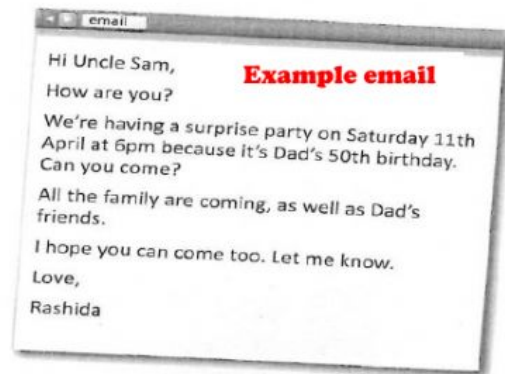 email
Hi Uncle Sam,
Example email
How are you?
We're having a surprise party on Saturday 11th
April at 6pm because it's Dad's 50th birthday.
Can you come?
All the family are coming, as well as Dad's
friends.
I hope you can come too. Let me know.
Love,
Rashida